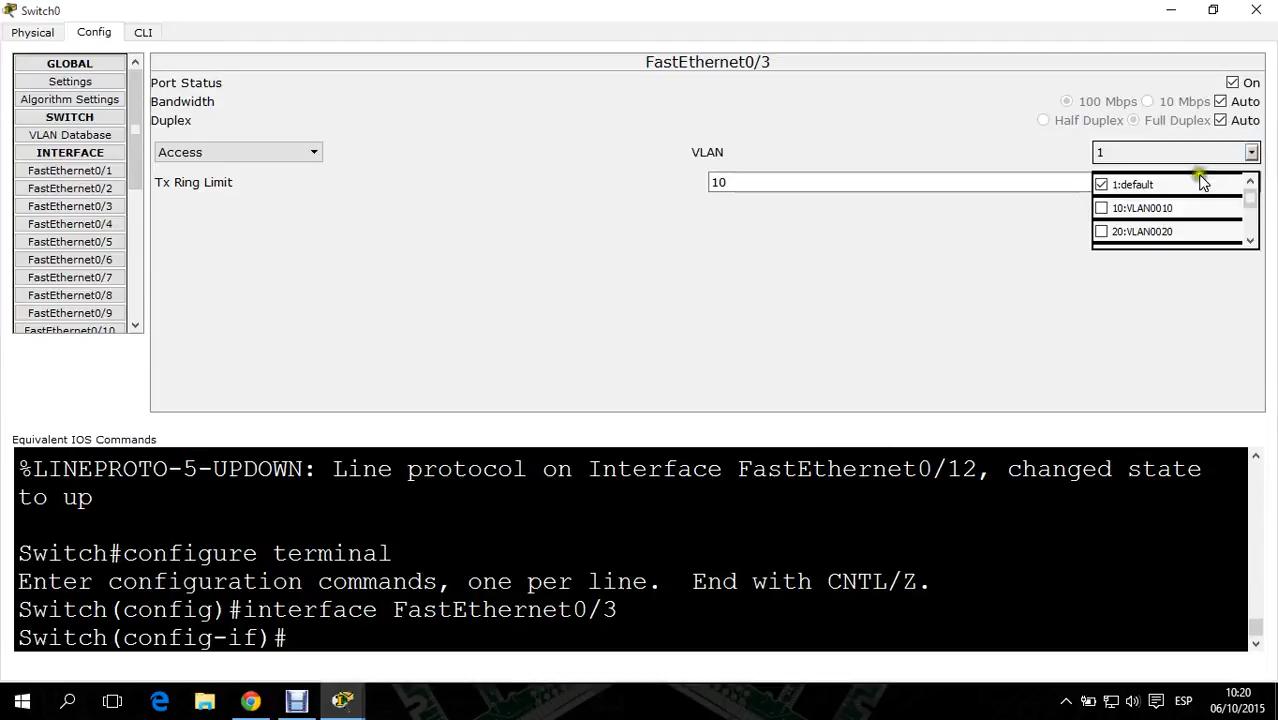 Switch0
Physical
Config
CLI
GLOBAL
Settings
Algorithm Settings
SWITCH
VLAN Database
INTERFACE
FastEthernet0/1
FastEthernet0/2
FastEthernet0/3
FastEthernet0/4
FastEthernet0/5
FastEthernet0/6
FastEthernet0/7
FastEthernet0/8
FastEthernet0/9
FastEthernet0/10
FastEthernet0/3
Port Status
On
Bandwidth
100 Mbps
10 Mbps
Auto
Duplex
Half Duplex
Full Duplex
Auto
Access
VLAN
1
Tx Ring Limit
10
1:default
10:VLAN0010
20:VLAN0020
Equivalent IOS Commands
%LINEPROTO-5-UPDOWN: Line protocol on Interface FastEthernet0/12, changed state
to up
Switch#configure terminal
Enter configuration commands, one per line.  End with CNTL/Z.
Switch(config)#interface FastEthernet0/3
Switch(config-if)#
ESP
10:20
06/10/2015